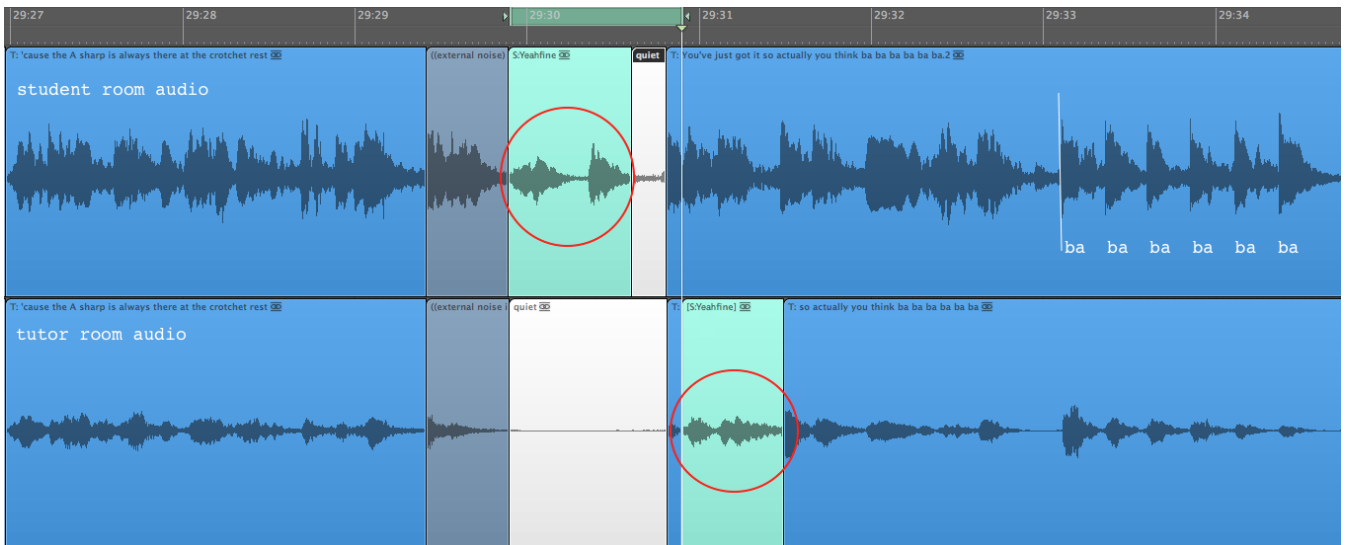 29:27 29:28 29:29 29:30 29:31 29:32 29:33 29:34
T: 'cause the A sharp is always there at the crotchet rest ((external noise) S:Yeahfine quiet T: You've just got it so actually you think ba ba ba ba ba ba.2
student room audio
ba ba ba ba ba ba
T: 'cause the A sharp is always there at the crotchet rest ((external noise i quiet T: [S:Yeahfine] T: so actually you think ba ba ba ba ba ba
tutor room audio